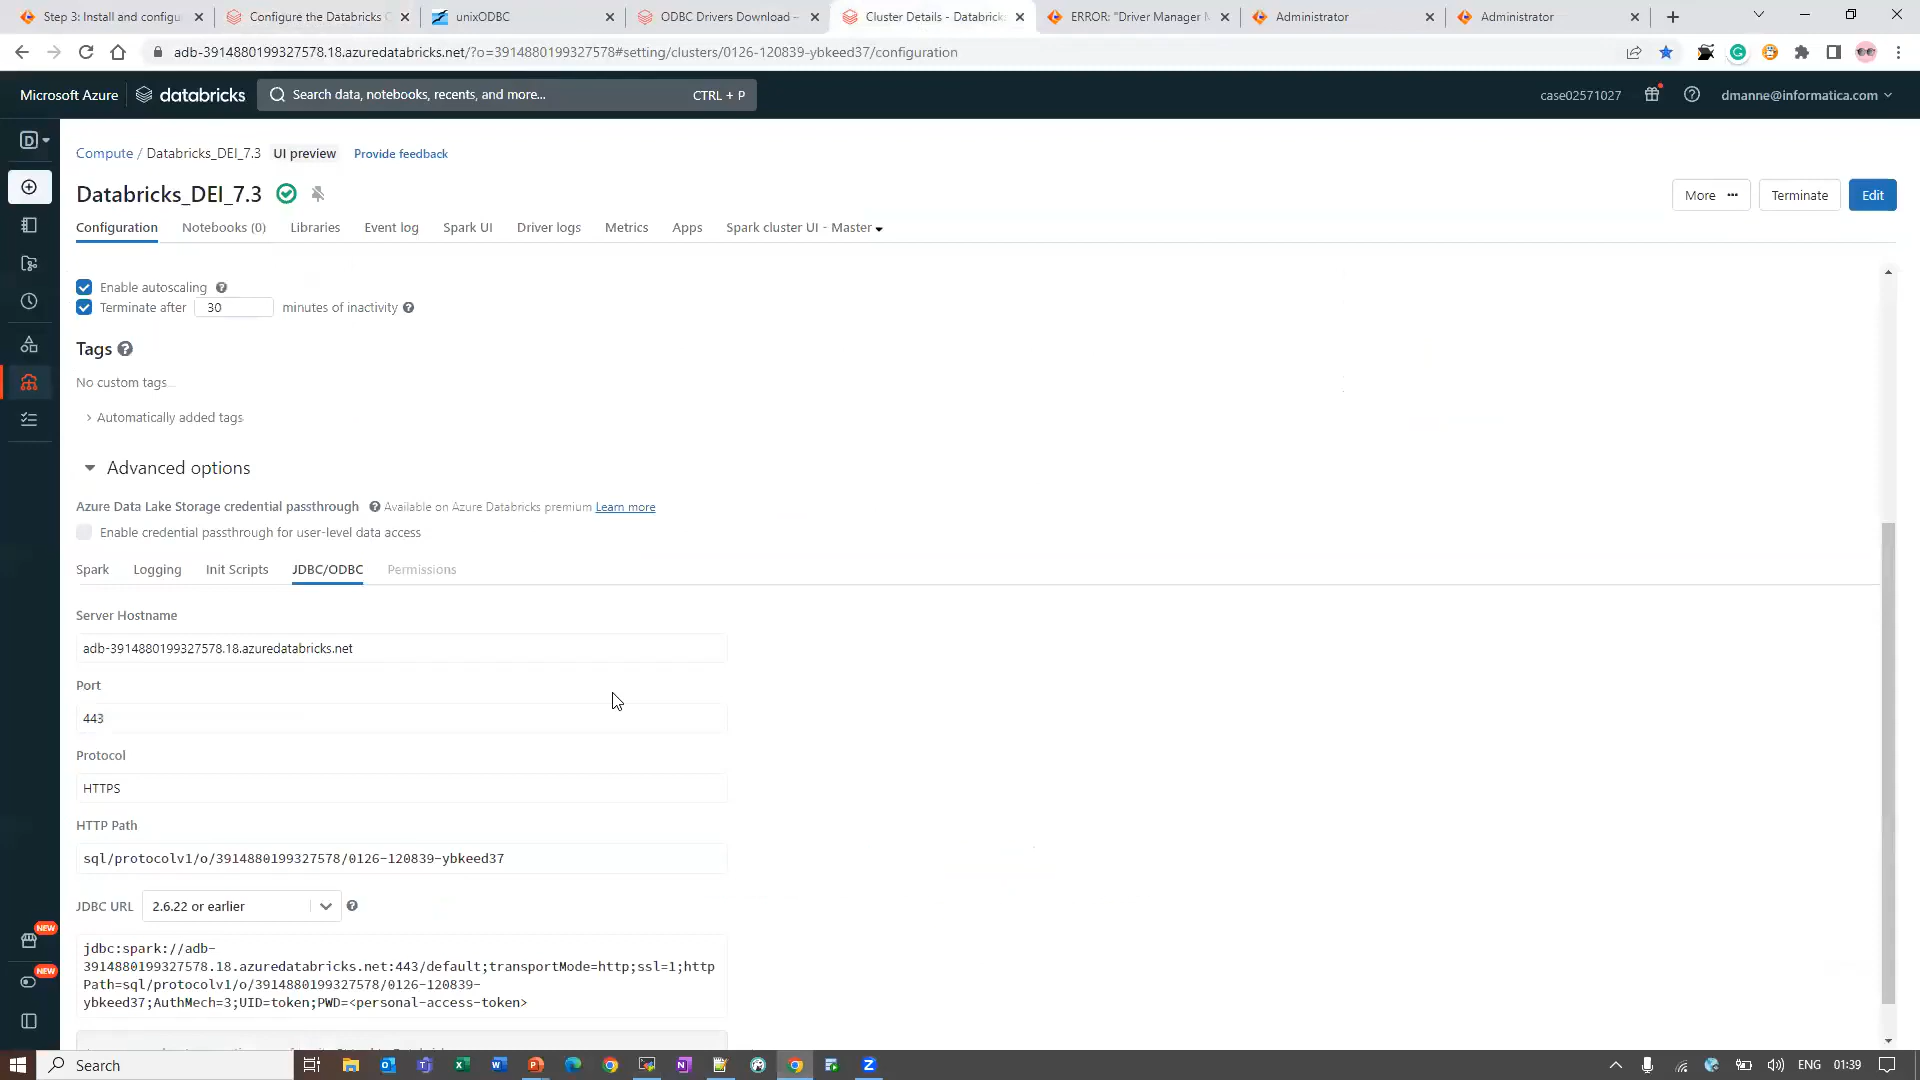 Step 3: Install and configu
Configure the Databricks
unixODBC
ODBC Drivers Download –
Cluster Details - Databrick
ERROR: "Driver Manager
Administrator
Administrator
adb-3914880199327578.18.azuredatabricks.net/?o=3914880199327578#setting/clusters/0126-120839-ybkeed37/configuration
Microsoft Azure
databricks
Search data, notebooks, recents, and more...
CTRL + P
case02571027
dmanne@informatica.com
Compute / Databricks_DEI_7.3 UI preview Provide feedback
Databricks_DEI_7.3
More
Terminate
Edit
Configuration
Notebooks (0)
Libraries
Event log
Spark UI
Driver logs
Metrics
Apps
Spark cluster UI - Master
Enable autoscaling
Terminate after 30 minutes of inactivity
Tags
No custom tags
Automatically added tags
Advanced options
Azure Data Lake Storage credential passthrough Available on Azure Databricks premium Learn more
Enable credential passthrough for user-level data access
Spark
Logging
Init Scripts
JDBC/ODBC
Permissions
Server Hostname
adb-3914880199327578.18.azuredatabricks.net
Port
443
Protocol
HTTPS
HTTP Path
sql/protocolv1/o/3914880199327578/0126-120839-ybkeed37
JDBC URL 2.6.22 or earlier
jdbc:spark://adb-
3914880199327578.18.azuredatabricks.net:443/default;transportMode=http;ssl=1;http
Path=sql/protocolv1/o/3914880199327578/0126-120839-
ybkeed37;AuthMech=3;UID=token;PWD=<personal-access-token>
NEW
NEW
Search
ENG
01:39